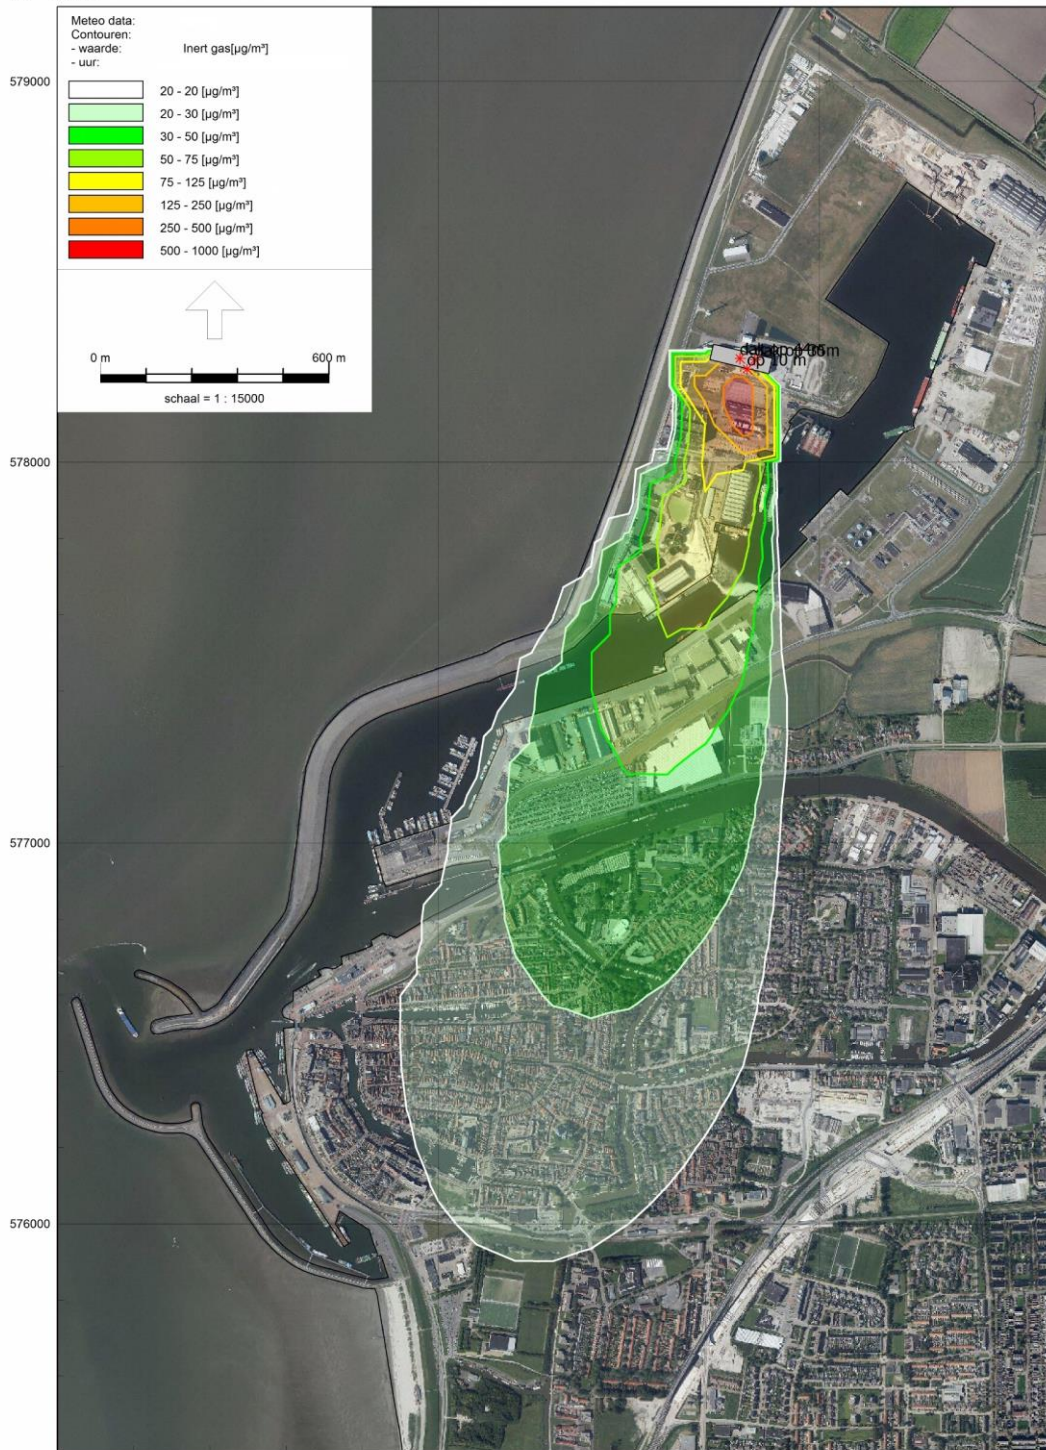 Meteo data:
Contouren:
- waarde: Inert gas[µg/m³]
- uur:
20 - 20 [µg/m³]
20 - 30 [µg/m³]
30 - 50 [µg/m³]
50 - 75 [µg/m³]
75 - 125 [µg/m³]
125 - 250 [µg/m³]
250 - 500 [µg/m³]
500 - 1000 [µg/m³]
0 m 600 m
schaal = 1 : 15000
579000
op 10 m
578000
577000
576000